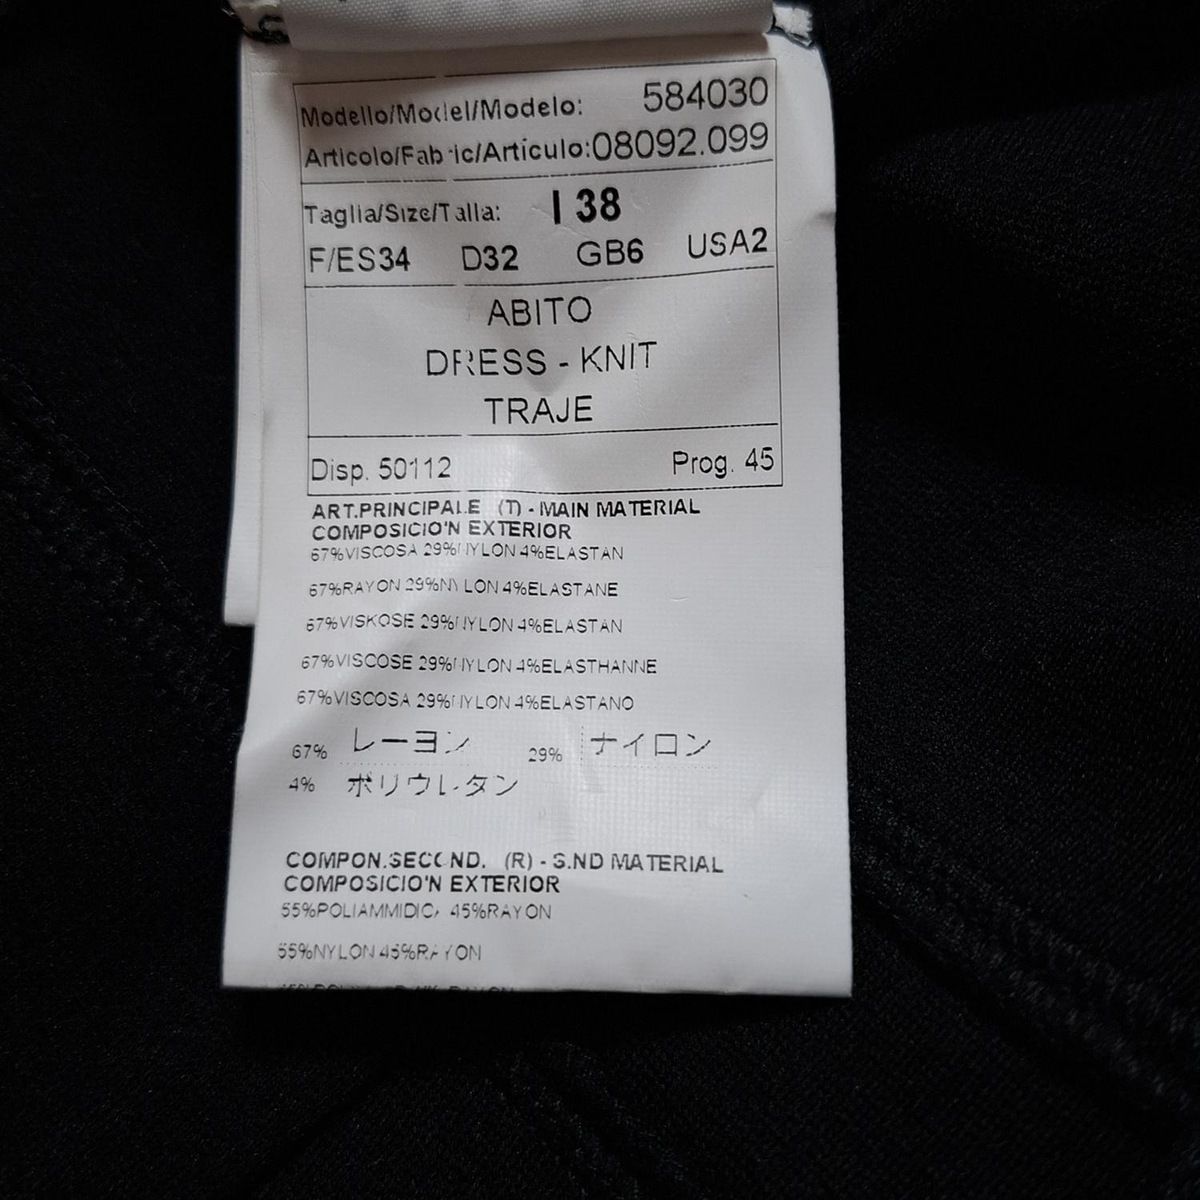 Modello/Model/Modelo: 584030
Articolo/Fabric/Artículo:08092.099
Taglia/Size/Talla: I 38
F/ES34 D32 GB6 USA2
ABITO
DRESS - KNIT
TRAJE
Disp. 50112 Prog. 45
ART.PRINCIPALE (T) - MAIN MATERIAL
COMPOSICIO'N EXTERIOR
67%VISCOSA 29%NYLON 4%ELASTAN
67%RAYON 29%NYLON 4%ELASTANE
67%VISKOSE 29%NYLON 4%ELASTAN
67%VISCOSE 29%NYLON 4%ELASTHANNE
67%VISCOSA 29%NYLON 4%ELASTANO
67% レーヨン 29% ナイロン
4% ポリウレタン
COMPON.SECOND. (R) - S.ND MATERIAL
COMPOSICIO'N EXTERIOR
55%POLIAMMIDICA 45%RAYON
55%NYLON 45%RAYON